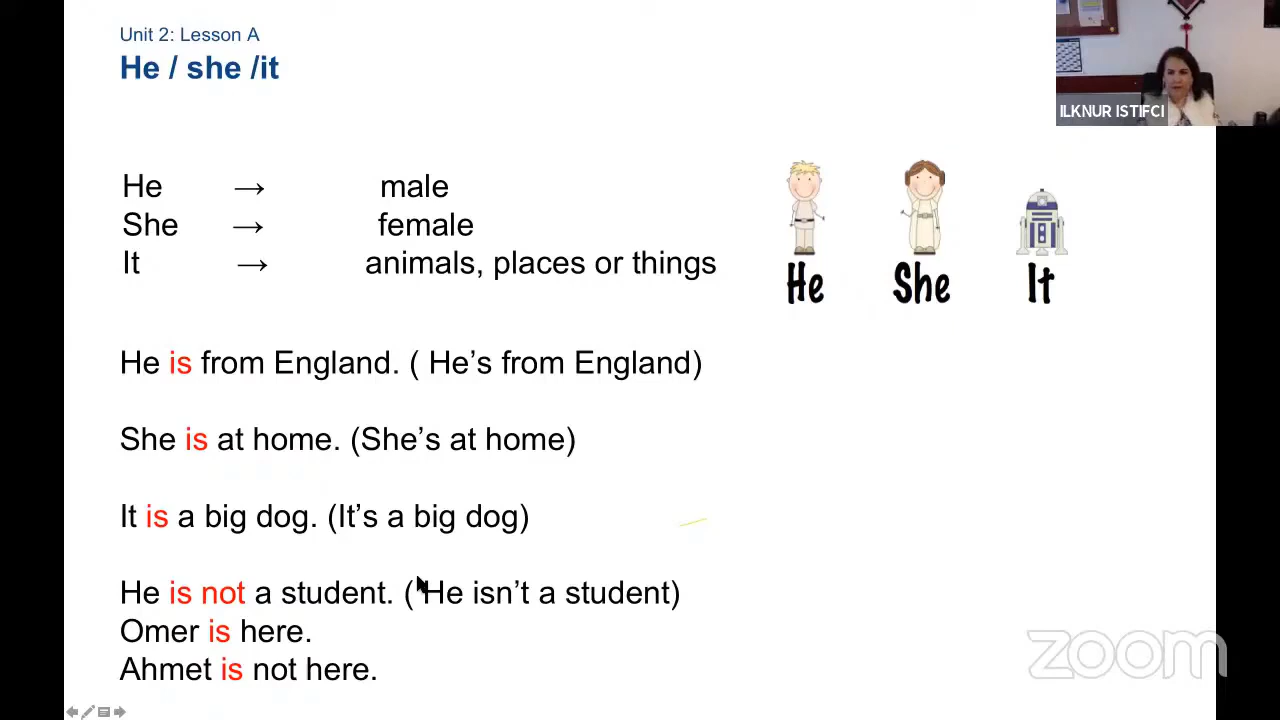 Unit 2: Lesson A
He / she /it
ILKNUR ISTIFCI
He → male
She → female
It → animals, places or things
He She It
He is from England. ( He’s from England)
She is at home. (She’s at home)
It is a big dog. (It’s a big dog)
He is not a student. ( He isn’t a student)
Omer is here.
Ahmet is not here.
zoom